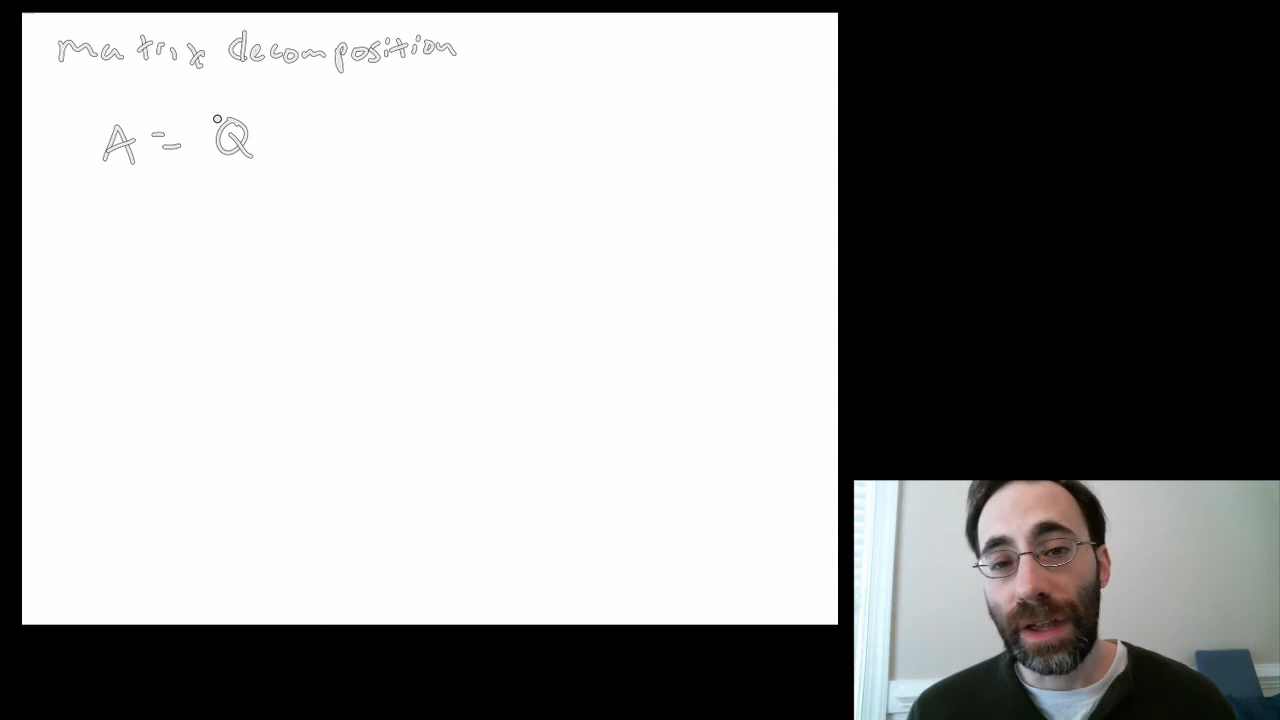 matrix decomposition
A = Q